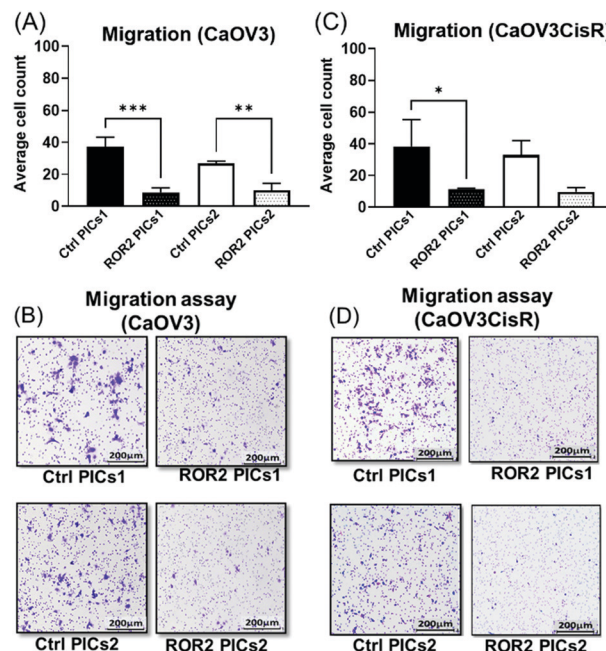 (A)
Migration (CaOV3)
Average cell count
100
80
60
40
20
0
***
**
Ctrl PICs1
ROR2 PICs1
Ctrl PICs2
ROR2 PICs2
(C)
Migration (CaOV3CisR)
Average cell count
100
80
60
40
20
0
*
Ctrl PICs1
ROR2 PICs1
Ctrl PICs2
ROR2 PICs2
(B)
Migration assay
(CaOV3)
200µm
200µm
Ctrl PICs1
ROR2 PICs1
200µm
200µm
Ctrl PICs2
ROR2 PICs2
(D)
Migration assay
(CaOV3CisR)
200µm
200µm
Ctrl PICs1
ROR2 PICs1
200µm
200µm
Ctrl PICs2
ROR2 PICs2